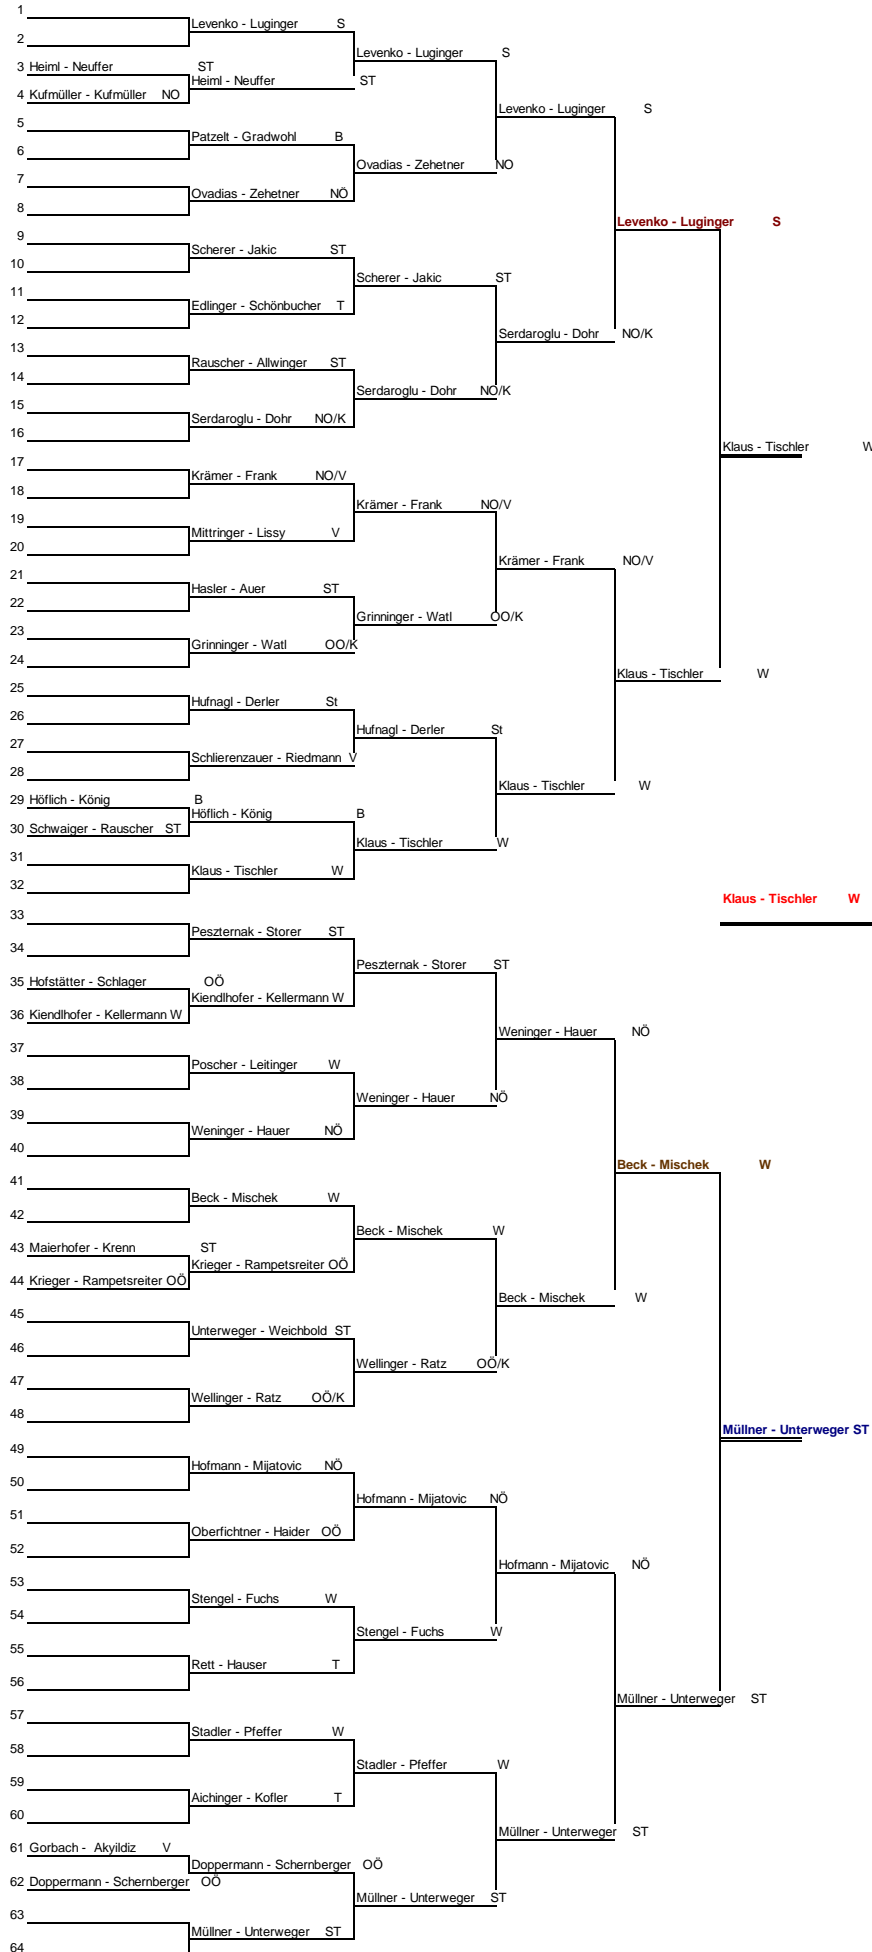 1
Levenko - Luginger S
2
Levenko - Luginger S
3 Heiml - Neuffer ST
Heiml - Neuffer ST
4 Kufmüller - Kufmüller NO
Levenko - Luginger S
5
Patzelt - Gradwohl B
6
Ovadias - Zehetner NO
7
Ovadias - Zehetner NÖ
8
Levenko - Luginger S
9
Scherer - Jakic ST
10
Scherer - Jakic ST
11
Edlinger - Schönbucher T
12
Serdaroglu - Dohr NO/K
13
Rauscher - Allwinger ST
14
Serdaroglu - Dohr NO/K
15
Serdaroglu - Dohr NO/K
16
Klaus - Tischler W
17
Krämer - Frank NO/V
18
Krämer - Frank NO/V
19
Mittringer - Lissy V
20
Krämer - Frank NO/V
21
Hasler - Auer ST
22
Grinninger - Watl OO/K
23
Grinninger - Watl OO/K
24
Klaus - Tischler W
25
Hufnagl - Derler St
26
Hufnagl - Derler St
27
Schlierenzauer - Riedmann V
28
Klaus - Tischler W
29 Höflich - König B
Höflich - König B
30 Schwaiger - Rauscher ST
Klaus - Tischler W
31
Klaus - Tischler W
32
Klaus - Tischler W
33
Peszternak - Storer ST
34
Peszternak - Storer ST
35 Hofstätter - Schlager OÖ
Kiendlhofer - Kellermann W
36 Kiendlhofer - Kellermann W
Weninger - Hauer NÖ
37
Poscher - Leitinger W
38
Weninger - Hauer NÖ
39
Weninger - Hauer NÖ
40
Beck - Mischek W
41
Beck - Mischek W
42
Beck - Mischek W
43 Maierhofer - Krenn ST
Krieger - Rampetsreiter OÖ
44 Krieger - Rampetsreiter OÖ
Beck - Mischek W
45
Unterweger - Weichbold ST
46
Wellinger - Ratz OÖ/K
47
Wellinger - Ratz OÖ/K
48
Müllner - Unterweger ST
49
Hofmann - Mijatovic NÖ
50
Hofmann - Mijatovic NÖ
51
Oberfichtner - Haider OÖ
52
Hofmann - Mijatovic NÖ
53
Stengel - Fuchs W
54
Stengel - Fuchs W
55
Rett - Hauser T
56
Müllner - Unterweger ST
57
Stadler - Pfeffer W
58
Stadler - Pfeffer W
59
Aichinger - Kofler T
60
Müllner - Unterweger ST
61 Gorbach - Akyildiz V
Doppermann - Schernberger OÖ
62 Doppermann - Schernberger OÖ
Müllner - Unterweger ST
63
Müllner - Unterweger ST
64